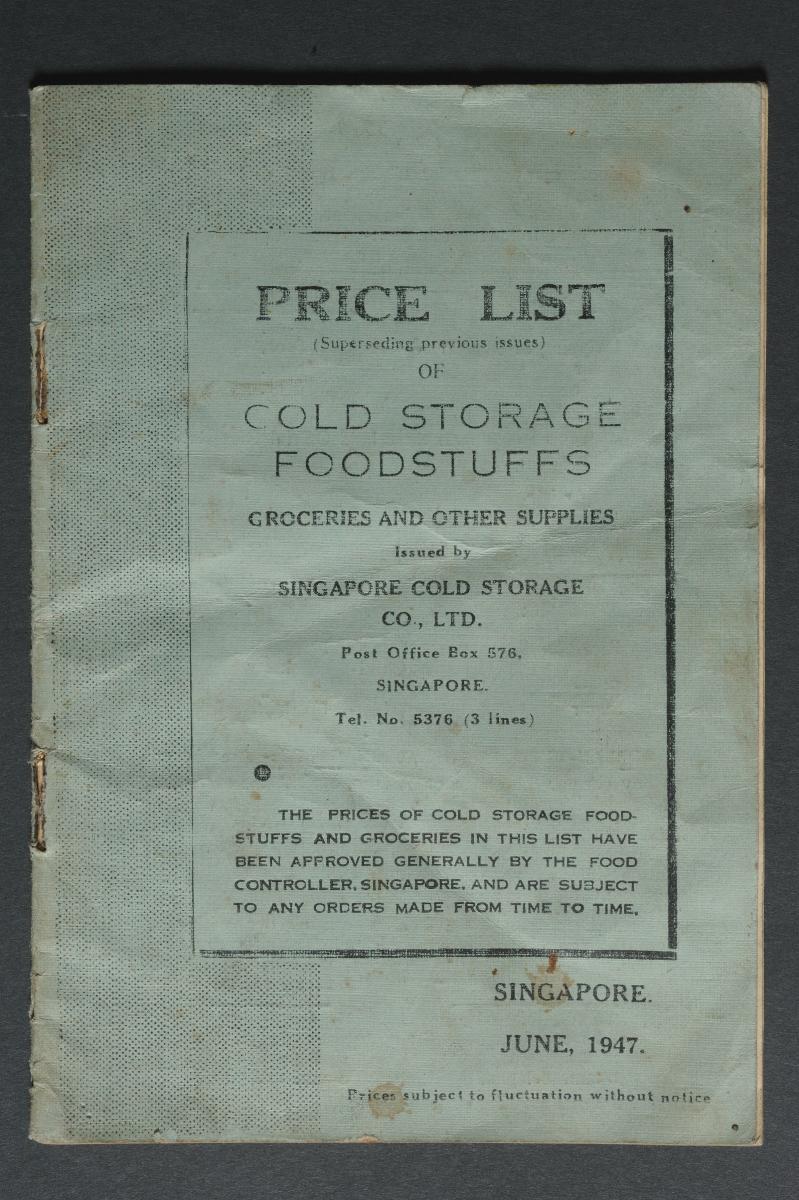 PRICE LIST
(Superseding previous issues)
OF
COLD STORAGE
FOODSTUFFS
GROCERIES AND OTHER SUPPLIES
issued by
SINGAPORE COLD STORAGE
CO., LTD.
Post Office Box 576,
SINGAPORE.
Tel. No. 5376 (3 lines)
THE PRICES OF COLD STORAGE FOOD-
STUFFS AND GROCERIES IN THIS LIST HAVE
BEEN APPROVED GENERALLY BY THE FOOD
CONTROLLER, SINGAPORE, AND ARE SUBJECT
TO ANY ORDERS MADE FROM TIME TO TIME.
SINGAPORE.
JUNE, 1947.
Prices subject to fluctuation without notice